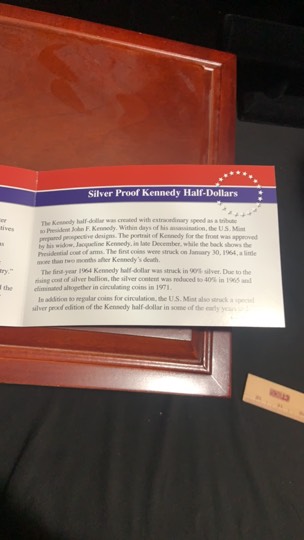 Silver Proof Kennedy Half-Dollars
The Kennedy half-dollar was created with extraordinary speed as a tribute
to President John F. Kennedy. Within days of his assassination, the U.S. Mint
prepared prospective designs. The portrait of Kennedy for the front was approved
by his widow, Jacqueline Kennedy, in late December, while the back shows the
Presidential coat of arms. The first coins were struck on January 30, 1964, a little
more than two months after Kennedy's death.
The first-year 1964 Kennedy half-dollar was struck in 90% silver. Due to the
rising cost of silver bullion, the silver content was reduced to 40% in 1965 and
eliminated altogether in circulating coins in 1971.
In addition to regular coins for circulation, the U.S. Mint also struck a special
silver proof edition of the Kennedy half-dollar in some of the early years